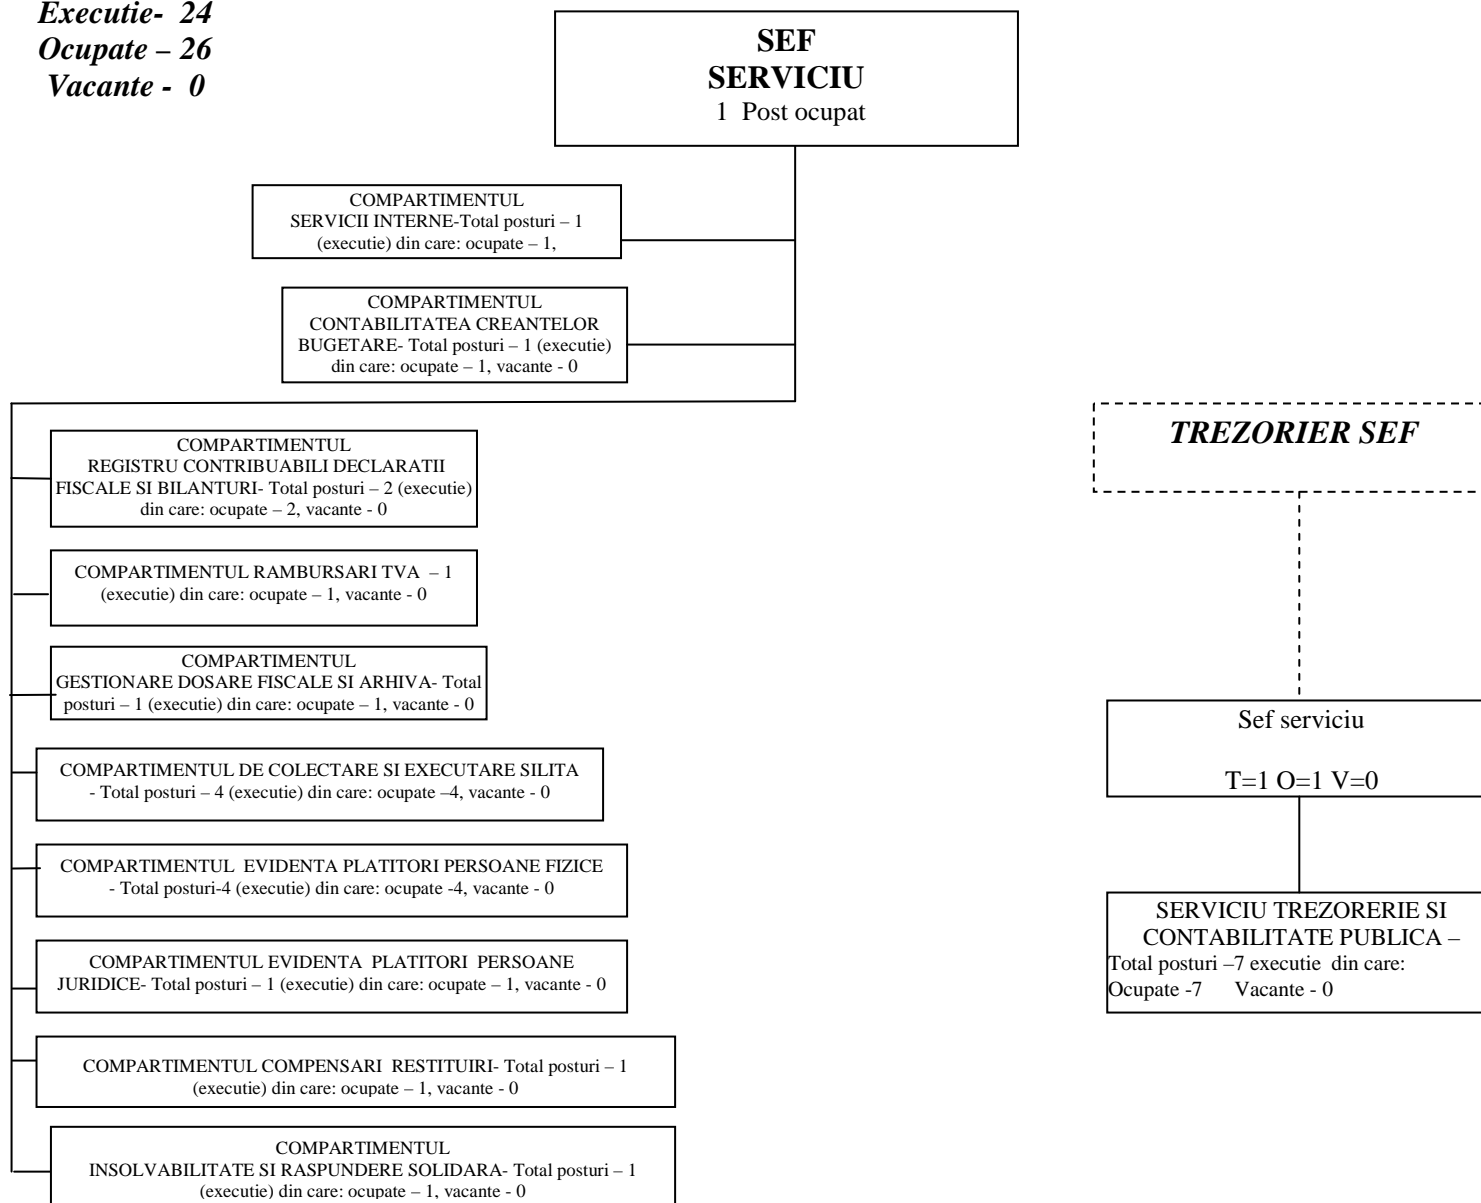 Executie- 24
Ocupate – 26
Vacante - 0
SEF
SERVICIU
1 Post ocupat
COMPARTIMENTUL
SERVICII INTERNE-Total posturi – 1
(executie) din care: ocupate – 1,
COMPARTIMENTUL
CONTABILITATEA CREANTELOR
BUGETARE- Total posturi – 1 (executie)
din care: ocupate – 1, vacante - 0
COMPARTIMENTUL
REGISTRU CONTRIBUABILI DECLARATII
FISCALE SI BILANTURI- Total posturi – 2 (executie)
din care: ocupate – 2, vacante - 0
COMPARTIMENTUL RAMBURSARI TVA – 1
(executie) din care: ocupate – 1, vacante - 0
COMPARTIMENTUL
GESTIONARE DOSARE FISCALE SI ARHIVA- Total
posturi – 1 (executie) din care: ocupate – 1, vacante - 0
COMPARTIMENTUL DE COLECTARE SI EXECUTARE SILITA
- Total posturi – 4 (executie) din care: ocupate –4, vacante - 0
COMPARTIMENTUL EVIDENTA PLATITORI PERSOANE FIZICE
- Total posturi-4 (executie) din care: ocupate -4, vacante - 0
COMPARTIMENTUL EVIDENTA PLATITORI PERSOANE
JURIDICE- Total posturi – 1 (executie) din care: ocupate – 1, vacante - 0
COMPARTIMENTUL COMPENSARI RESTITUIRI- Total posturi – 1
(executie) din care: ocupate – 1, vacante - 0
COMPARTIMENTUL
INSOLVABILITATE SI RASPUNDERE SOLIDARA- Total posturi – 1
(executie) din care: ocupate – 1, vacante - 0
TREZORIER SEF
Sef serviciu
T=1 O=1 V=0
SERVICIU TREZORERIE SI
CONTABILITATE PUBLICA –
Total posturi –7 executie din care:
Ocupate -7 Vacante - 0